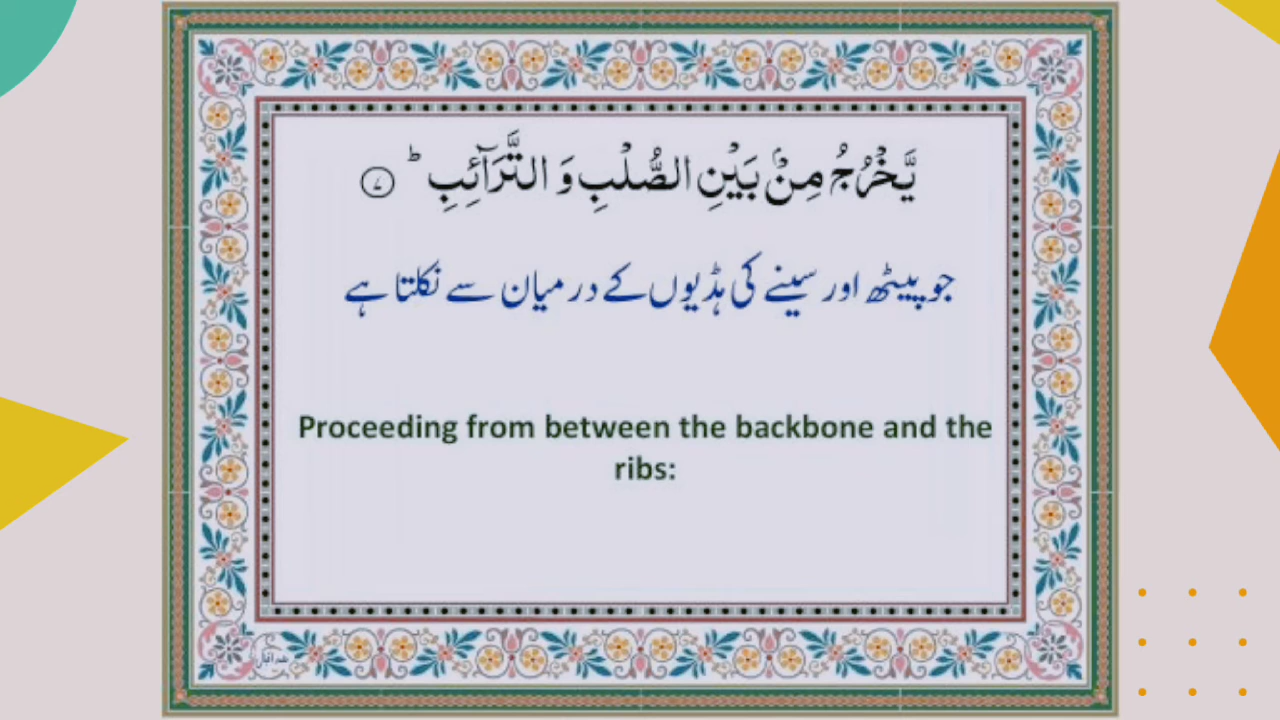 يَّخْرُجُ مِنْۢ بَيْنِ الصُّلْبِ وَ التَّرَآئِبِ ؕ ۷
جو پیٹھ اور سینے کی ہڈیوں کے درمیان سے نکلتا ہے
Proceeding from between the backbone and the
ribs: